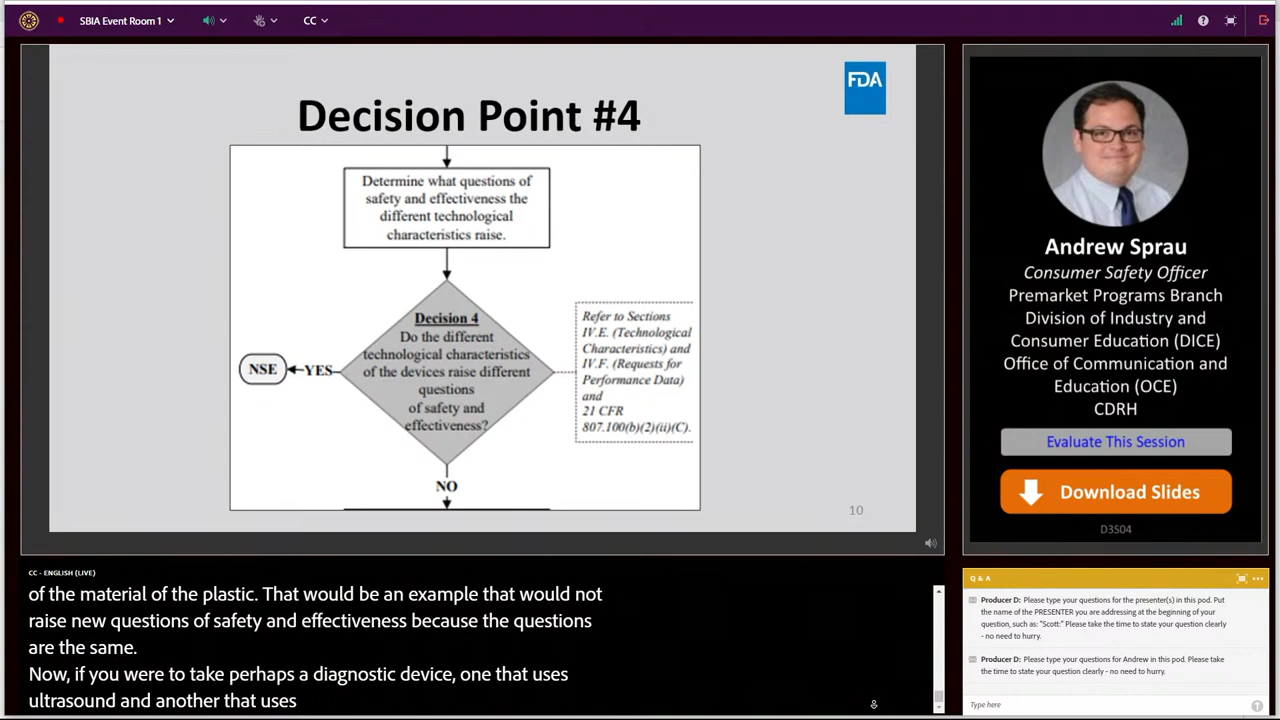 SBIA Event Room 1
CC
FDA
Decision Point #4
Determine what questions of
safety and effectiveness the
different technological
characteristics raise.
Decision 4
Do the different
technological characteristics
of the devices raise different
questions
of safety and
effectiveness?
NSE
YES
NO
Refer to Sections
IV.E. (Technological
Characteristics) and
IV.F. (Requests for
Performance Data)
and
21 CFR
807.100(b)(2)(ii)(C).
10
Andrew Sprau
Consumer Safety Officer
Premarket Programs Branch
Division of Industry and
Consumer Education (DICE)
Office of Communication and
Education (OCE)
CDRH
Evaluate This Session
Download Slides
D3S04
CC - ENGLISH (LIVE)
of the material of the plastic. That would be an example that would not
raise new questions of safety and effectiveness because the questions
are the same.
Now, if you were to take perhaps a diagnostic device, one that uses
ultrasound and another that uses
Q & A
Producer D: Please type your questions for the presenter(s) in this pod. Put
the name of the PRESENTER you are addressing at the beginning of your
question, such as: "Scott:" Please take the time to state your question clearly
- no need to hurry.
Producer D: Please type your questions for Andrew in this pod. Please take
the time to state your question clearly - no need to hurry.
Type here